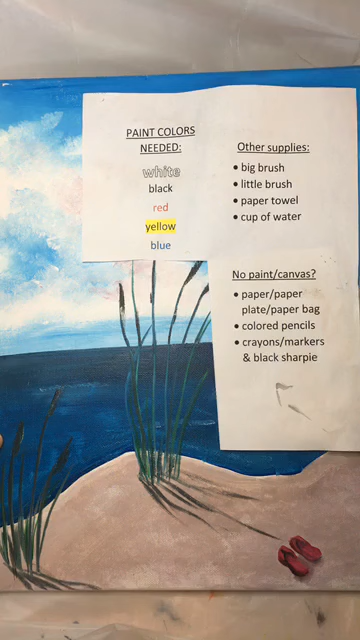 PAINT COLORS
NEEDED:
white
black
red
yellow
blue
Other supplies:
• big brush
• little brush
• paper towel
• cup of water
No paint/canvas?
• paper/paper
plate/paper bag
• colored pencils
• crayons/markers
& black sharpie